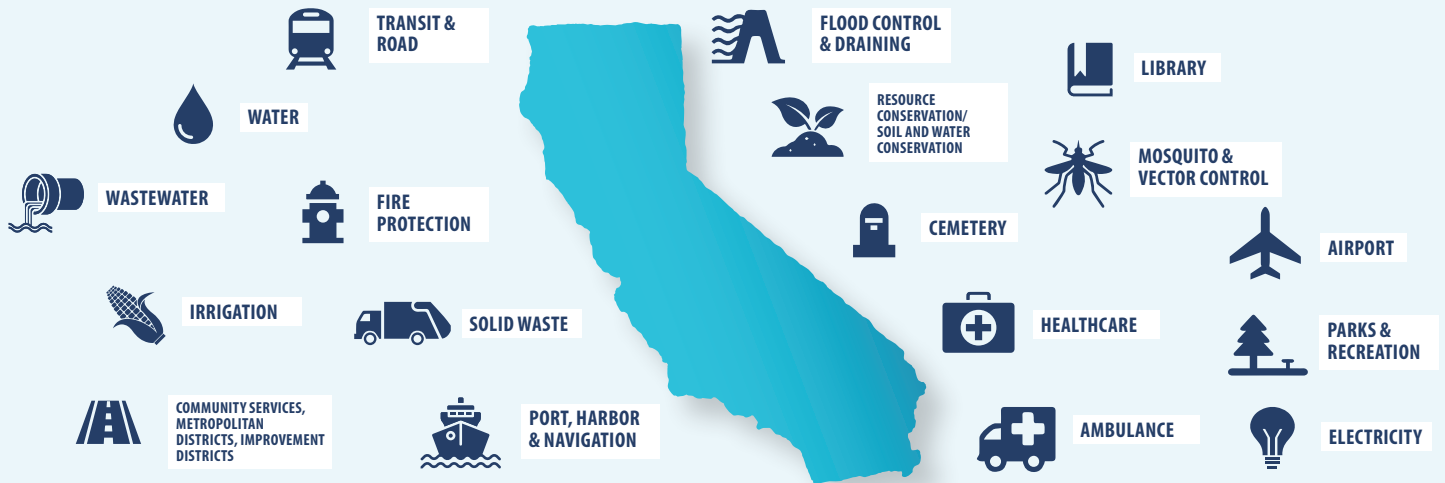 TRANSIT &
ROAD
WATER
WASTEWATER
FIRE
PROTECTION
IRRIGATION
SOLID WASTE
COMMUNITY SERVICES,
METROPOLITAN
DISTRICTS, IMPROVEMENT
DISTRICTS
PORT, HARBOR
& NAVIGATION
FLOOD CONTROL
& DRAINING
LIBRARY
RESOURCE
CONSERVATION/
SOIL AND WATER
CONSERVATION
MOSQUITO &
VECTOR CONTROL
CEMETERY
AIRPORT
HEALTHCARE
PARKS &
RECREATION
AMBULANCE
ELECTRICITY